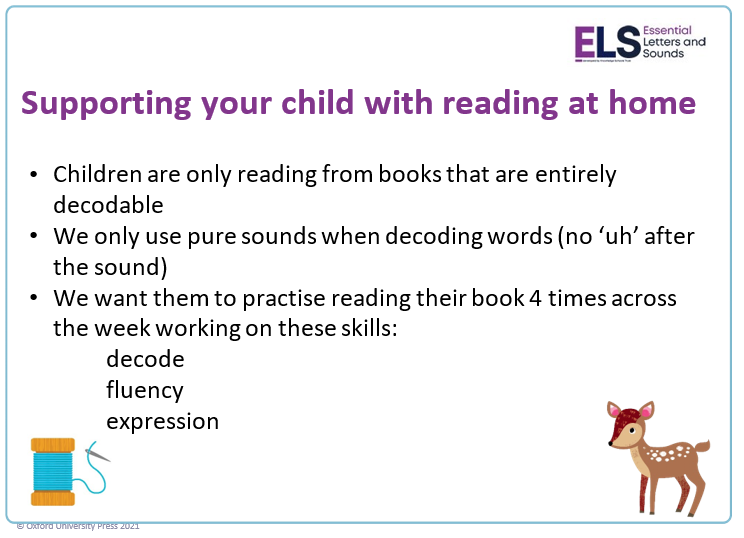 ELS Essential
Letters and
Sounds
Supporting your child with reading at home
• Children are only reading from books that are entirely
decodable
• We only use pure sounds when decoding words (no ‘uh’ after
the sound)
• We want them to practise reading their book 4 times across
the week working on these skills:
decode
fluency
expression
© Oxford University Press 2021